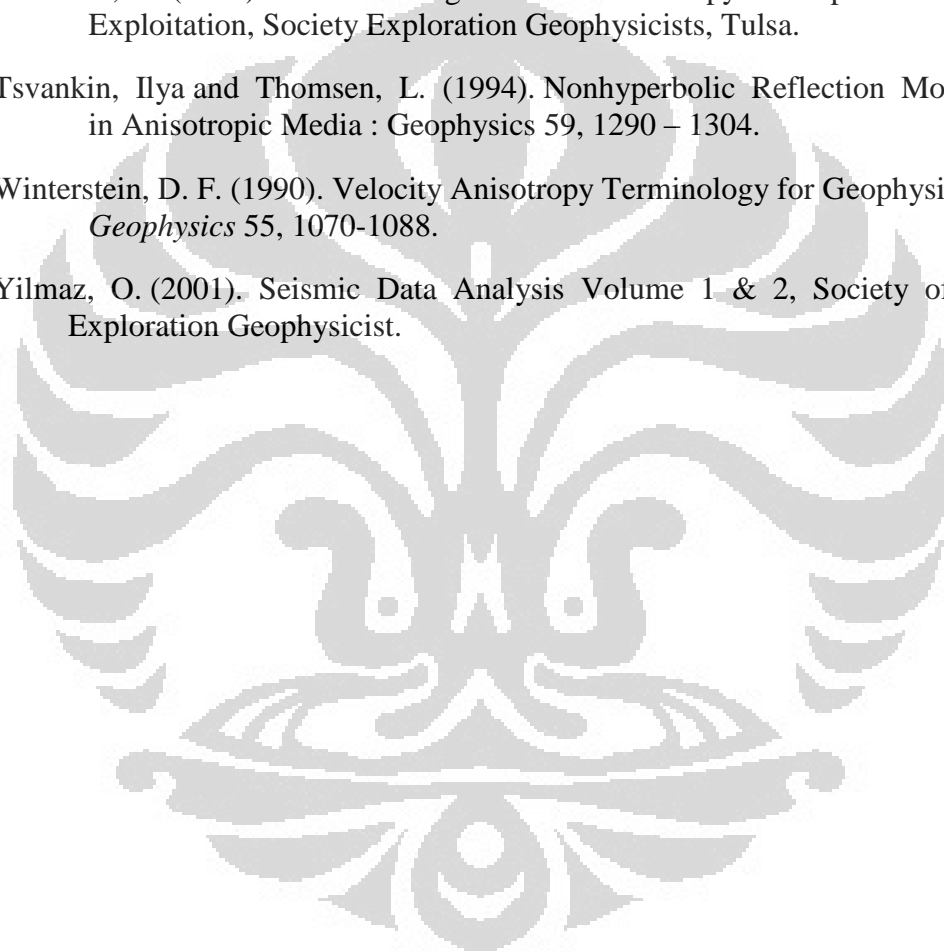 Exploitation, Society Exploration Geophysicists, Tulsa.
Tsvankin, Ilya and Thomsen, L. (1994). Nonhyperbolic Reflection Mo
in Anisotropic Media : Geophysics 59, 1290 – 1304.
Winterstein, D. F. (1990). Velocity Anisotropy Terminology for Geophysi
Geophysics 55, 1070-1088.
Yilmaz, O. (2001). Seismic Data Analysis Volume 1 & 2, Society of
Exploration Geophysicist.